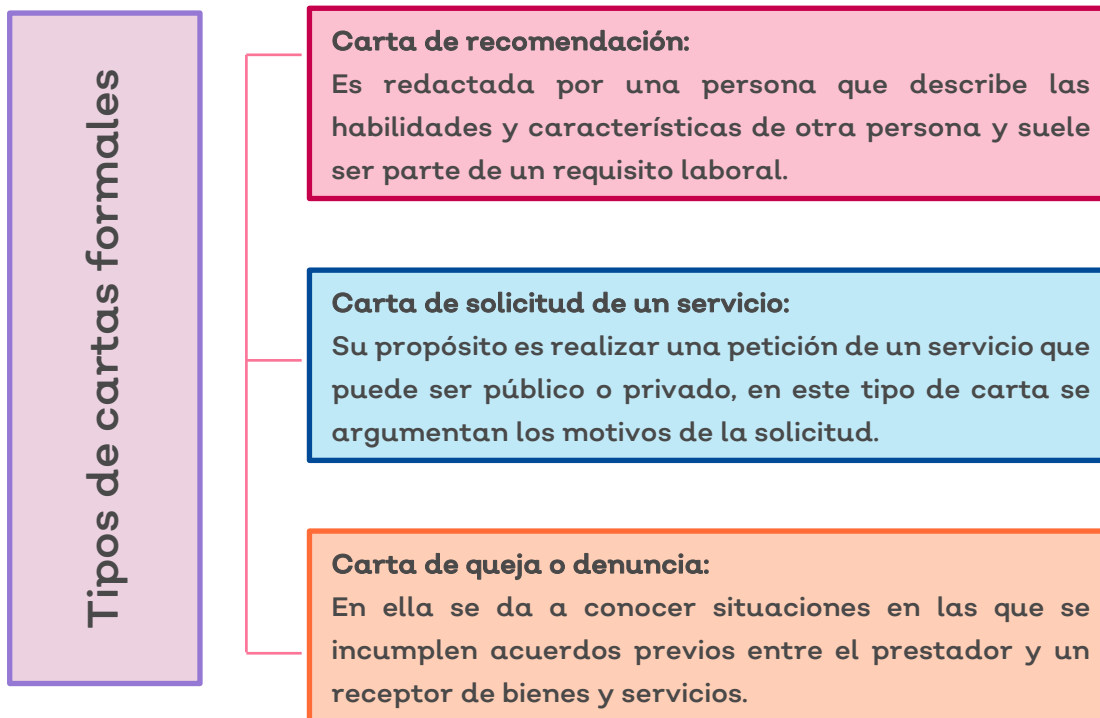 Tipos de cartas formales
Carta de recomendación:
Es redactada por una persona que describe las
habilidades y características de otra persona y suele
ser parte de un requisito laboral.
Carta de solicitud de un servicio:
Su propósito es realizar una petición de un servicio que
puede ser público o privado, en este tipo de carta se
argumentan los motivos de la solicitud.
Carta de queja o denuncia:
En ella se da a conocer situaciones en las que se
incumplen acuerdos previos entre el prestador y un
receptor de bienes y servicios.